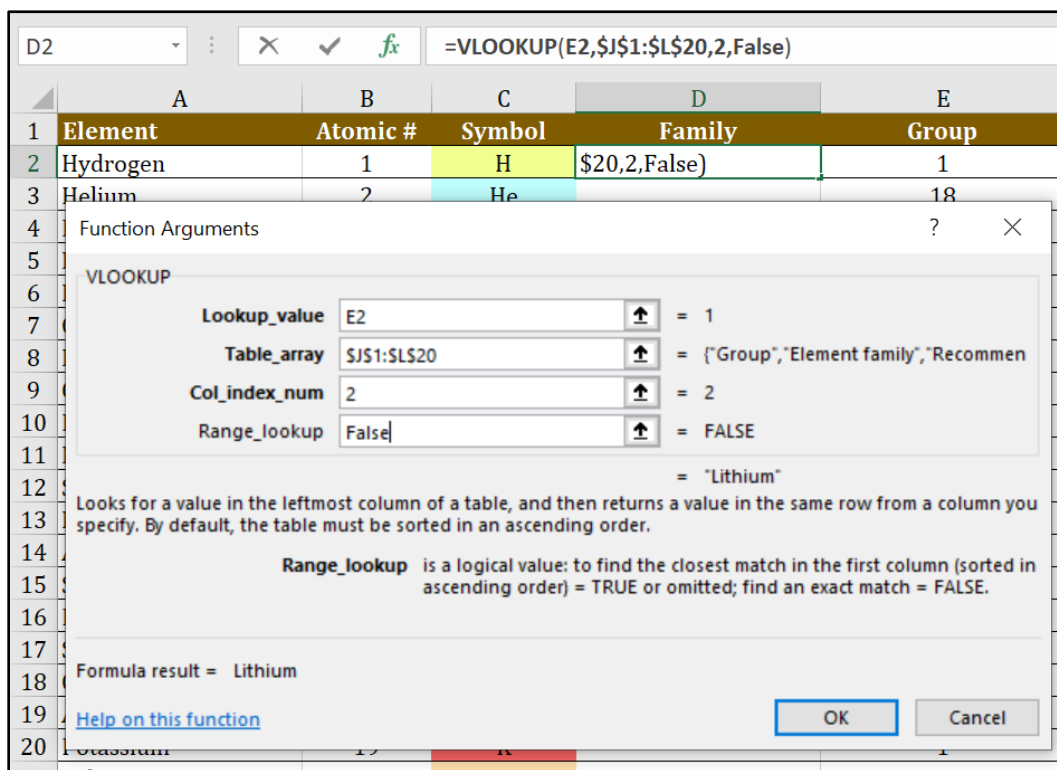 D2 fx =VLOOKUP(E2,$J$1:$L$20,2,False)
A B C D E
1 Element Atomic # Symbol Family Group
2 Hydrogen 1 H $20,2,False) 1
3 Helium 2 He 18
4 Function Arguments ?
5
VLOOKUP
6
Lookup_value E2 = 1
7
Table_array $J$1:$L$20 = {"Group","Element family","Recommen
8
9 Col_index_num 2 = 2
10 Range_lookup False = FALSE
11
= "Lithium"
12
Looks for a value in the leftmost column of a table, and then returns a value in the same row from a column you
13 specify. By default, the table must be sorted in an ascending order.
14 Range_lookup is a logical value: to find the closest match in the first column (sorted in
15 ascending order) = TRUE or omitted; find an exact match = FALSE.
16
17
18 Formula result = Lithium
19 Help on this function OK Cancel
20 Potassium 19 K 1